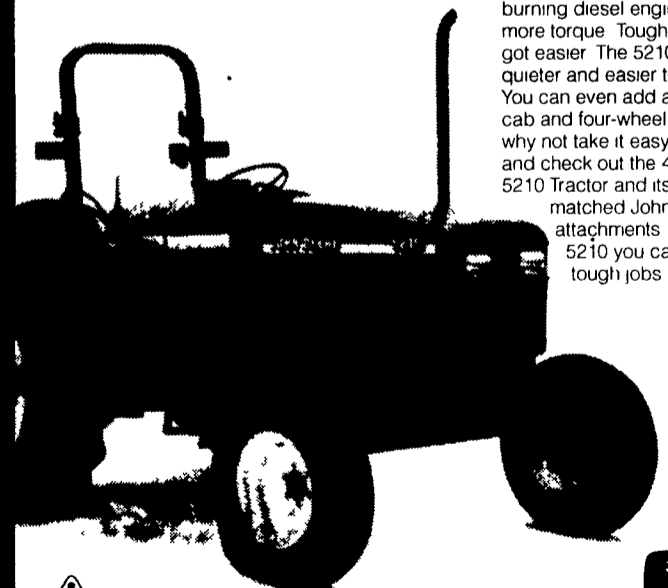 burning diesel engi
more torque Tough
got easier The 5210
quieter and easier t
You can even add a
cab and four-wheel
why not take it easy
and check out the 4
5210 Tractor and its
matched John
attachments
5210 you ca
tough jobs